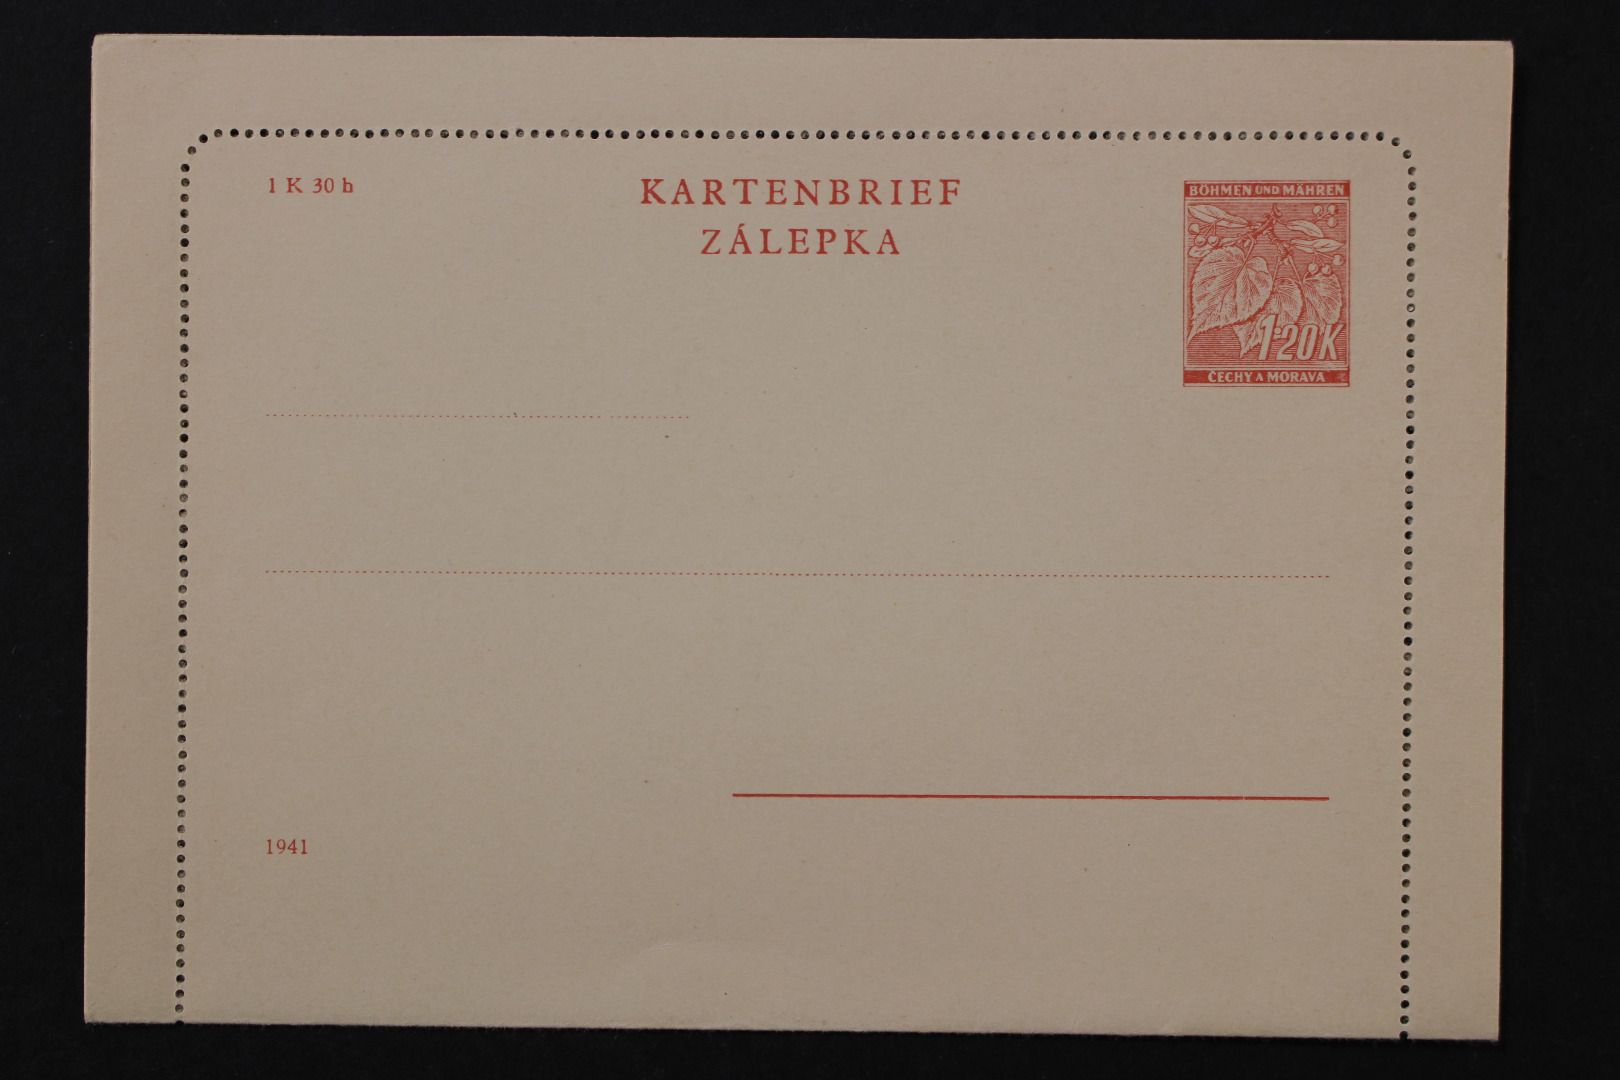 1 K 30 h
KARTENBRIEF
ZÁLEPKA
BÖHMEN UND MÄHREN
1·20K
ČECHY A MORAVA
1941